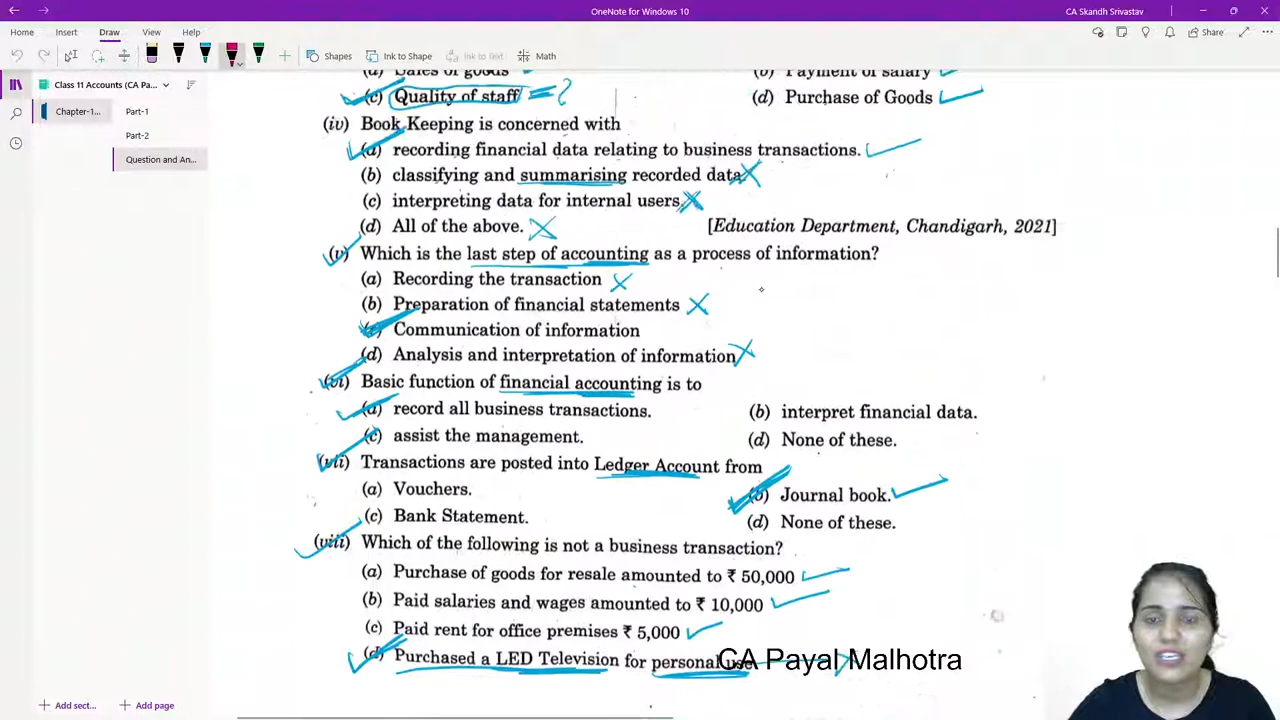 OneNote for Windows 10
CA Skandh Srivastav
Home Insert Draw View Help
Share
Shapes Ink to Shape Ink to Text Math
Class 11 Accounts (CA Pa...
Chapter-1...
Part-1
Part-2
Question and An...
(a) Sales of goods (b) Payment of salary
(c) Quality of staff = ? (d) Purchase of Goods
(iv) Book Keeping is concerned with
(a) recording financial data relating to business transactions.
(b) classifying and summarising recorded data.
(c) interpreting data for internal users.
(d) All of the above. [Education Department, Chandigarh, 2021]
(v) Which is the last step of accounting as a process of information?
(a) Recording the transaction
(b) Preparation of financial statements
(c) Communication of information
(d) Analysis and interpretation of information
(vi) Basic function of financial accounting is to
(a) record all business transactions. (b) interpret financial data.
(c) assist the management. (d) None of these.
(vii) Transactions are posted into Ledger Account from
(a) Vouchers. (b) Journal book.
(c) Bank Statement. (d) None of these.
(viii) Which of the following is not a business transaction?
(a) Purchase of goods for resale amounted to ₹ 50,000
(b) Paid salaries and wages amounted to ₹ 10,000
(c) Paid rent for office premises ₹ 5,000
(d) Purchased a LED Television for personal use
CA Payal Malhotra
Add sect... Add page